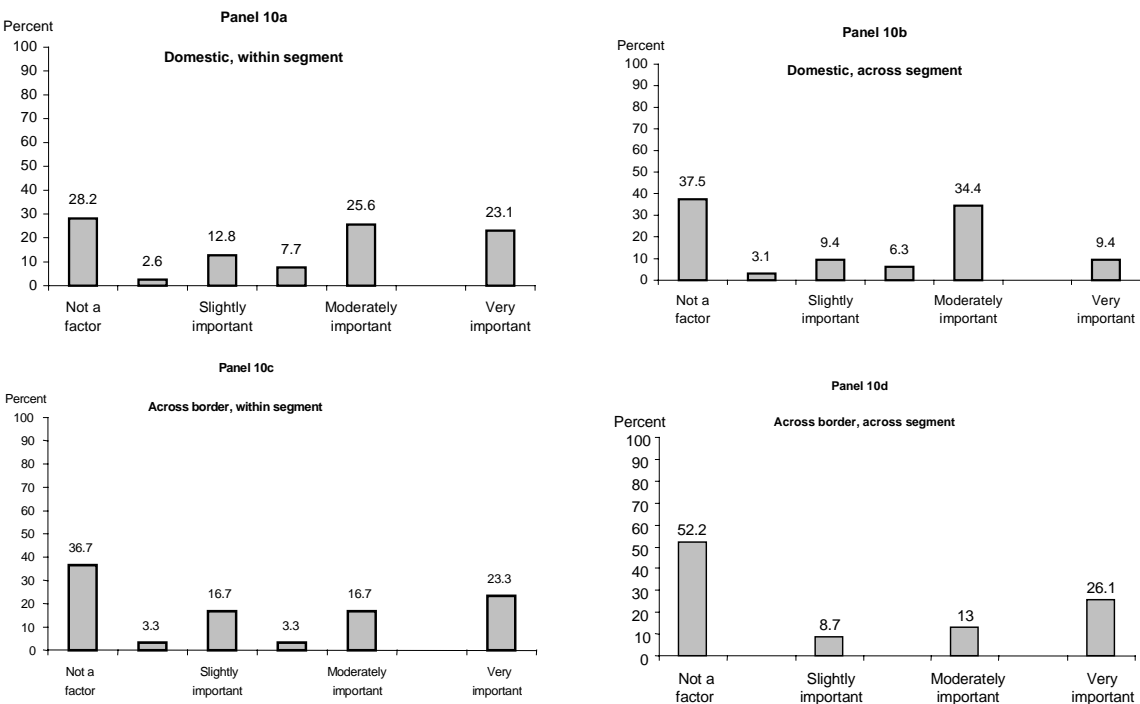 Panel 10a
Percent
Domestic, within segment
100
90
80
70
60
50
40
30
20
10
0
28.2
2.6
12.8
7.7
25.6
23.1
Not a factor
Slightly important
Moderately important
Very important
Panel 10b
Percent
Domestic, across segment
100
90
80
70
60
50
40
30
20
10
0
37.5
3.1
9.4
6.3
34.4
9.4
Not a factor
Slightly important
Moderately important
Very important
Panel 10c
Percent
Across border, within segment
100
90
80
70
60
50
40
30
20
10
0
36.7
3.3
16.7
3.3
16.7
23.3
Not a factor
Slightly important
Moderately important
Very important
Panel 10d
Percent
Across border, across segment
100
90
80
70
60
50
40
30
20
10
0
52.2
8.7
13
26.1
Not a factor
Slightly important
Moderately important
Very important